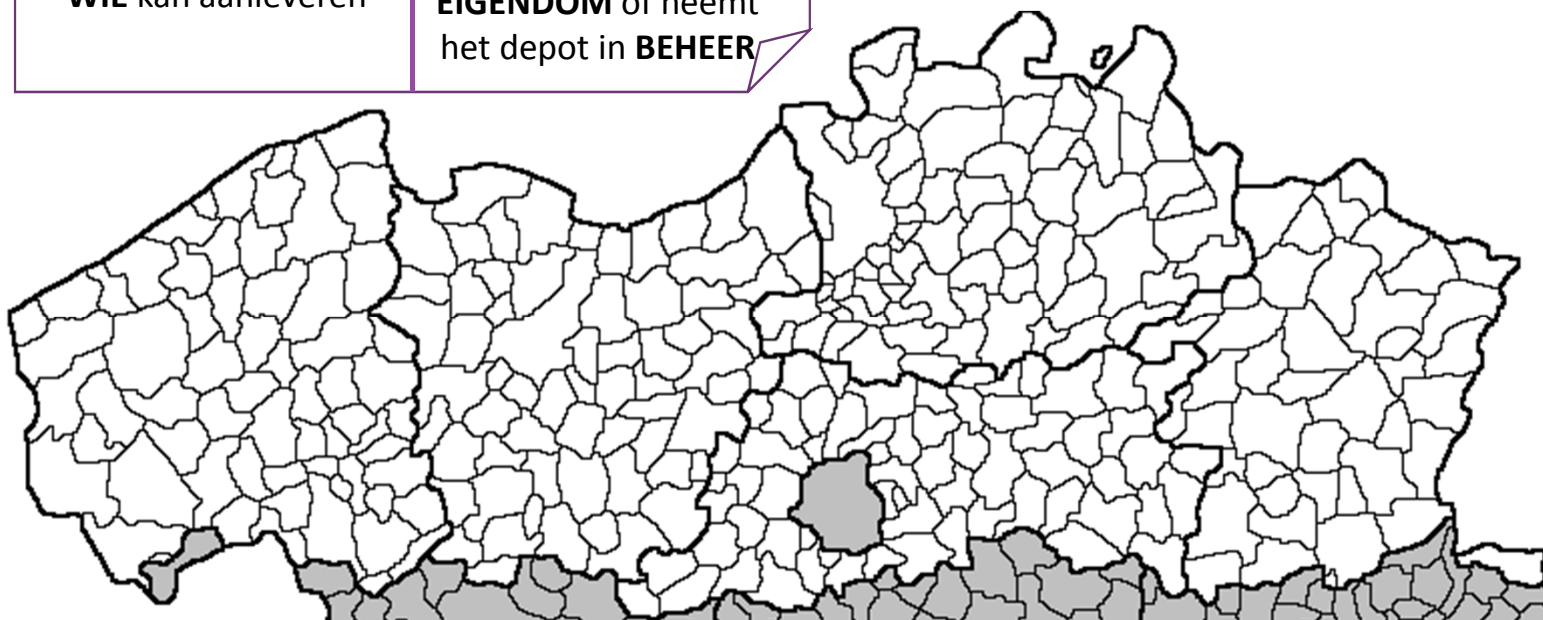 WIE kan aanleveren
EIGENDOM of neemt
het depot in BEHEER